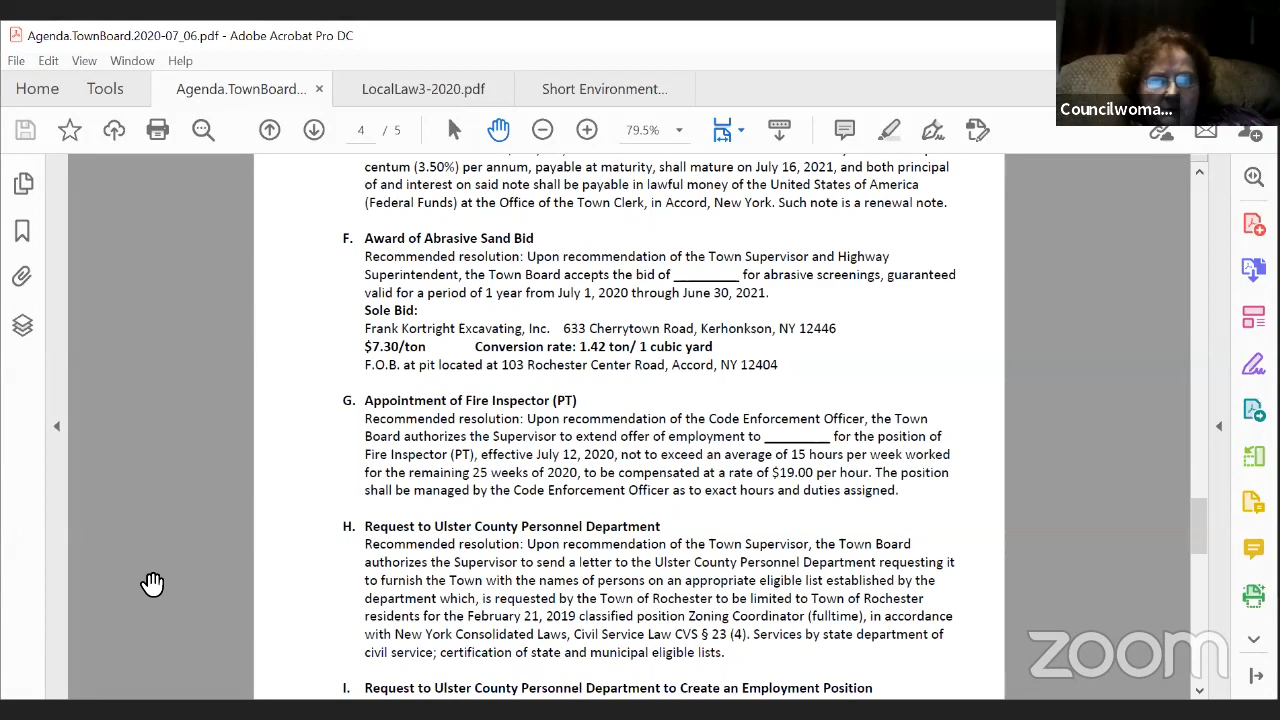 Agenda.TownBoard.2020-07_06.pdf - Adobe Acrobat Pro DC
File Edit View Window Help
Home Tools Agenda.TownBoard... × LocalLaw3-2020.pdf Short Environment...
4 / 5 79.5%
Councilwoma...
centum (3.50%) per annum, payable at maturity, shall mature on July 16, 2021, and both principal
of and interest on said note shall be payable in lawful money of the United States of America
(Federal Funds) at the Office of the Town Clerk, in Accord, New York. Such note is a renewal note.
F. Award of Abrasive Sand Bid
Recommended resolution: Upon recommendation of the Town Supervisor and Highway
Superintendent, the Town Board accepts the bid of _________ for abrasive screenings, guaranteed
valid for a period of 1 year from July 1, 2020 through June 30, 2021.
Sole Bid:
Frank Kortright Excavating, Inc. 633 Cherrytown Road, Kerhonkson, NY 12446
$7.30/ton Conversion rate: 1.42 ton/ 1 cubic yard
F.O.B. at pit located at 103 Rochester Center Road, Accord, NY 12404
G. Appointment of Fire Inspector (PT)
Recommended resolution: Upon recommendation of the Code Enforcement Officer, the Town
Board authorizes the Supervisor to extend offer of employment to _________ for the position of
Fire Inspector (PT), effective July 12, 2020, not to exceed an average of 15 hours per week worked
for the remaining 25 weeks of 2020, to be compensated at a rate of $19.00 per hour. The position
shall be managed by the Code Enforcement Officer as to exact hours and duties assigned.
H. Request to Ulster County Personnel Department
Recommended resolution: Upon recommendation of the Town Supervisor, the Town Board
authorizes the Supervisor to send a letter to the Ulster County Personnel Department requesting it
to furnish the Town with the names of persons on an appropriate eligible list established by the
department which, is requested by the Town of Rochester to be limited to Town of Rochester
residents for the February 21, 2019 classified position Zoning Coordinator (fulltime), in accordance
with New York Consolidated Laws, Civil Service Law CVS § 23 (4). Services by state department of
civil service; certification of state and municipal eligible lists.
I. Request to Ulster County Personnel Department to Create an Employment Position
zoom